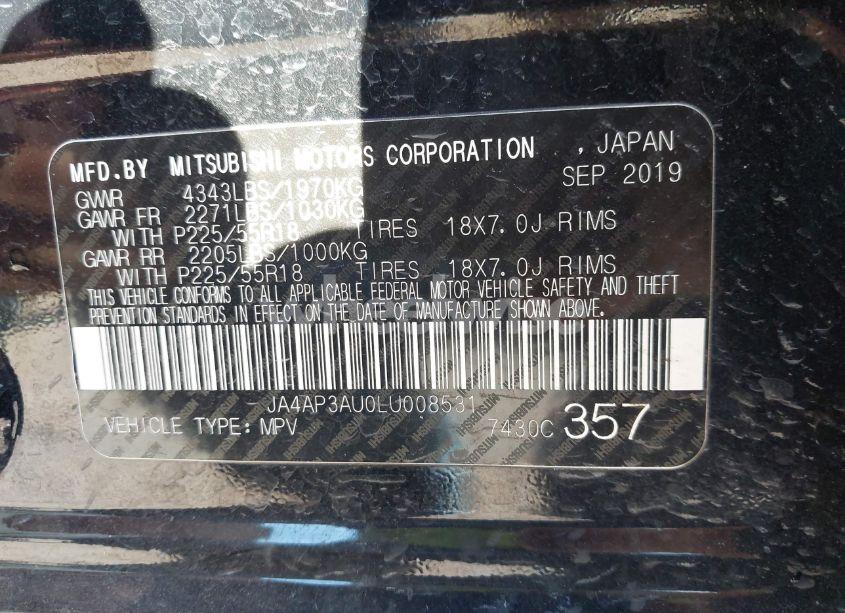 MFD.BY MITSUBISHI MOTORS CORPORATION , JAPAN
SEP 2019
GVWR 4343LBS/1970KG
GAWR FR 2271LBS/1030KG
WITH P225/55R18 TIRES 18X7.0J RIMS
GAWR RR 2205LBS/1000KG
WITH P225/55R18 TIRES 18X7.0J RIMS
THIS VEHICLE CONFORMS TO ALL APPLICABLE FEDERAL MOTOR VEHICLE SAFETY AND THEFT
PREVENTION STANDARDS IN EFFECT ON THE DATE OF MANUFACTURE SHOWN ABOVE.
JA4AP3AU0LU008531
VEHICLE TYPE: MPV 7430C 357